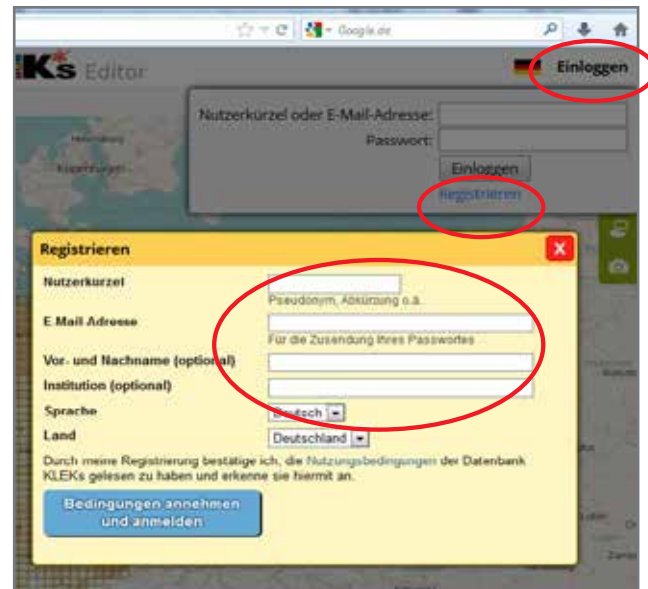 Google.de
Ks Editor
Einloggen
Nutzerkürzel oder E-Mail-Adresse:
Passwort:
Einloggen
Registrieren
Registrieren
X
Nutzerkürzel
Pseudonym, Abkürzung o.ä.
E-Mail Adresse
Für die Zusendung Ihres Passwortes
Vor- und Nachname (optional)
Institution (optional)
Sprache
Deutsch
Land
Deutschland
Durch meine Registrierung bestätige ich, die Nutzungsbedingungen der Datenbank
KLEKs gelesen zu haben und erkenne sie hiermit an.
Bedingungen annehmen
und anmelden